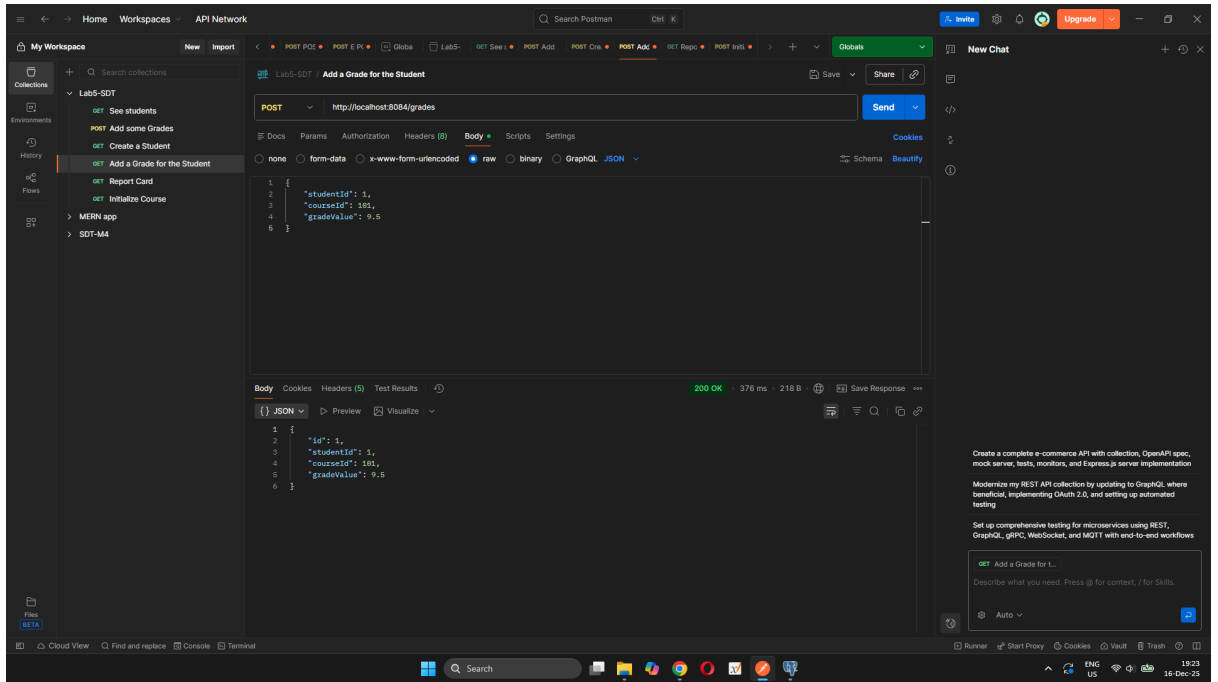 Home Workspaces API Network
Search Postman Ctrl K
Invite
Upgrade
My Workspace New Import
POST POS POST E P( Globa Lab5- GET See s POST Add POST Cre. POST Adc GET Repc POST Initi.
Globals
New Chat
Collections
Search collections
Lab5-SDT / Add a Grade for the Student
Save Share
Lab5-SDT
GET See students
POST Add some Grades
GET Create a Student
GET Add a Grade for the Student
GET Report Card
GET Initialize Course
MERN app
SDT-M4
Environments
History
Flows
POST http://localhost:8084/grades Send
Docs Params Authorization Headers (8) Body Scripts Settings Cookies
none form-data x-www-form-urlencoded raw binary GraphQL JSON Schema Beautify
1 {
2 "studentId": 1,
3 "courseId": 101,
4 "gradeValue": 9.5
5 }
Body Cookies Headers (5) Test Results 200 OK 376 ms 218 B Save Response
{} JSON Preview Visualize
1 {
2 "id": 1,
3 "studentId": 1,
4 "courseId": 101,
5 "gradeValue": 9.5
6 }
Create a complete e-commerce API with collection, OpenAPI spec,
mock server, tests, monitors, and Express.js server implementation
Modernize my REST API collection by updating to GraphQL where
beneficial, implementing OAuth 2.0, and setting up automated
testing
Set up comprehensive testing for microservices using REST,
GraphQL, gRPC, WebSocket, and MQTT with end-to-end workflows
GET Add a Grade for t...
Describe what you need. Press @ for context, / for Skills.
Auto
Files
BETA
Cloud View Find and replace Console Terminal
Runner Start Proxy Cookies Vault Trash
Search
ENG
US
19:23
16-Dec-25